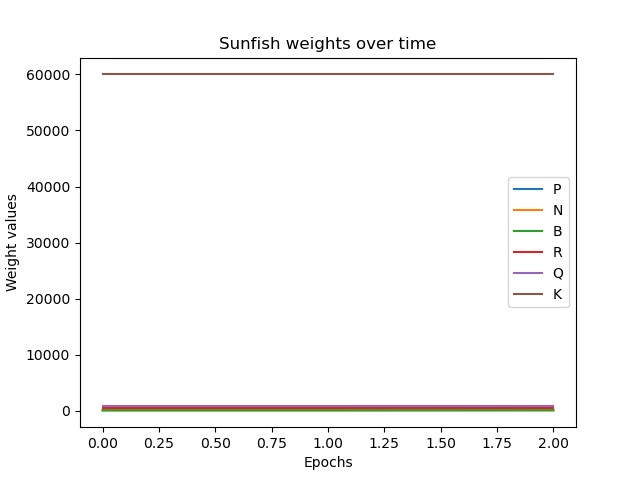 Sunfish weights over time
Weight values
60000
50000
40000
30000
20000
10000
0
P
N
B
R
Q
K
0.00 0.25 0.50 0.75 1.00 1.25 1.50 1.75 2.00
Epochs